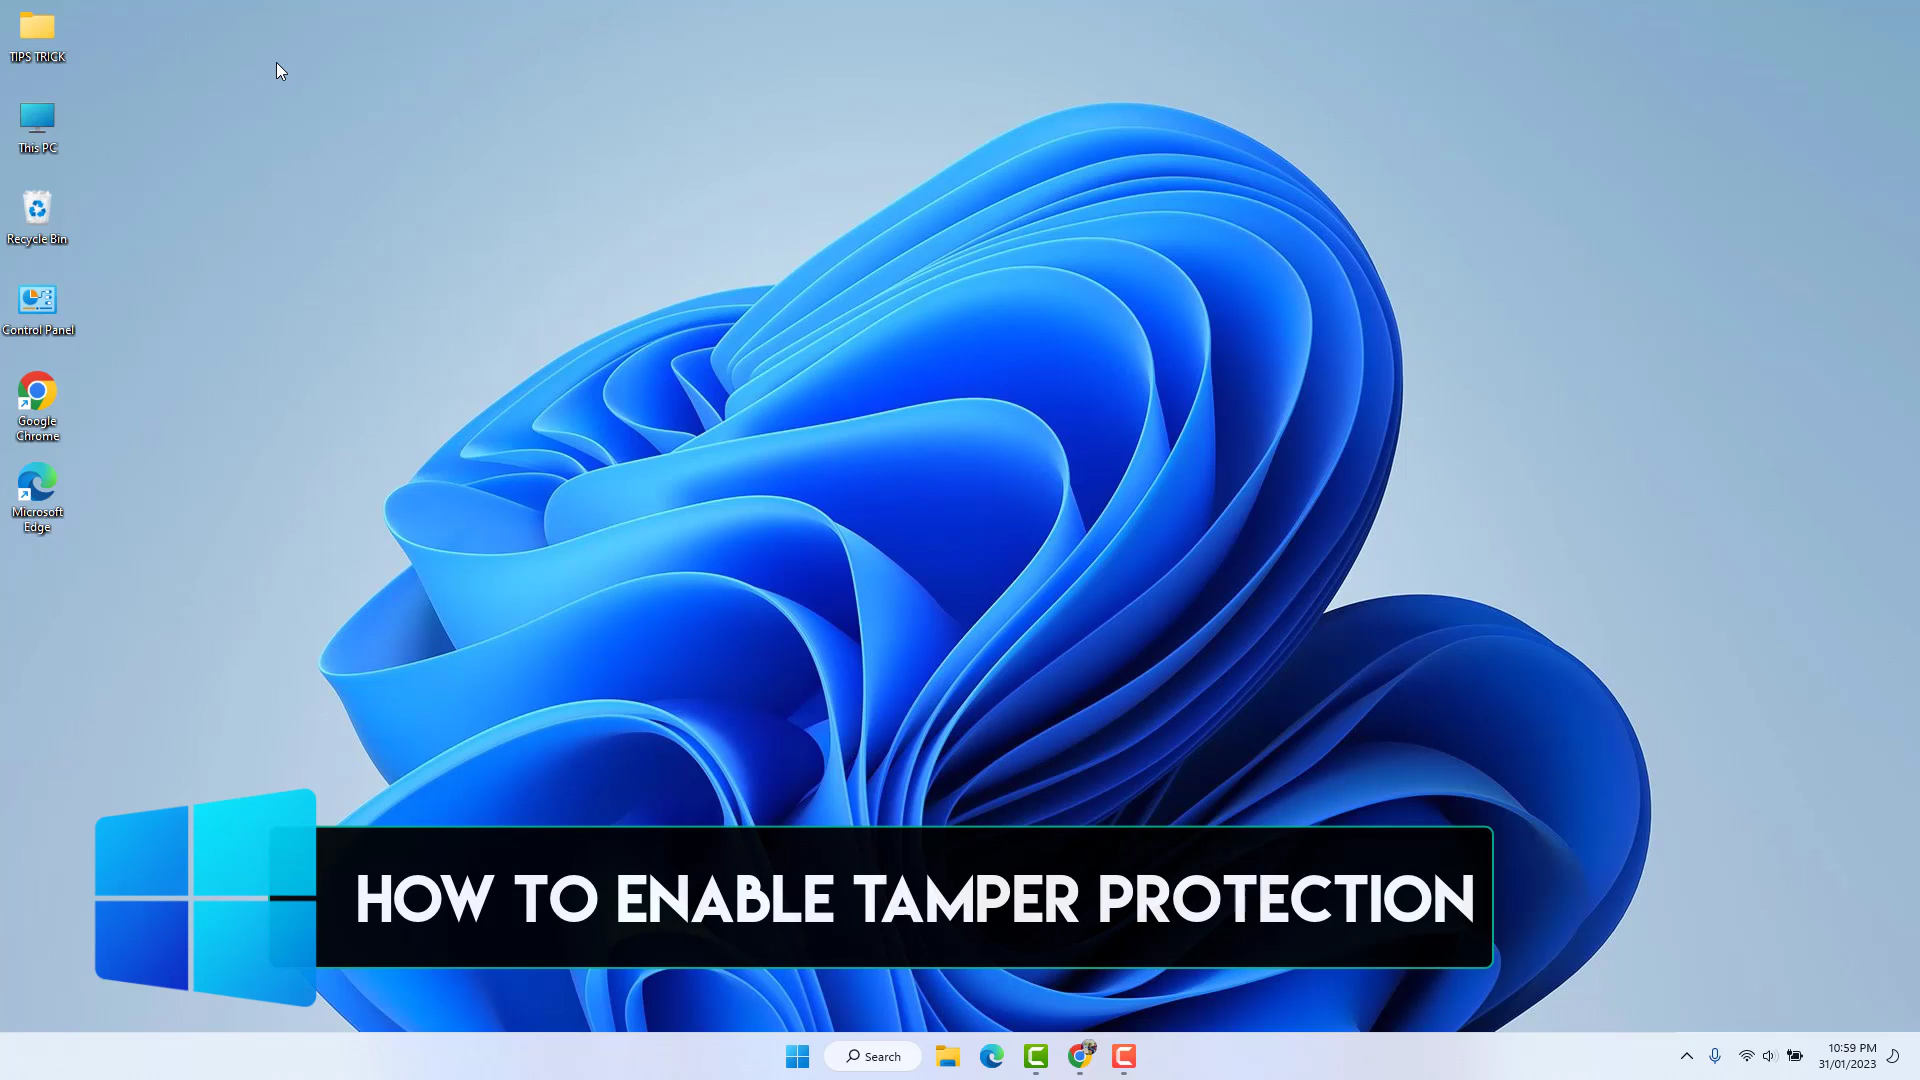 TIPS TRICK
This PC
Recycle Bin
Control Panel
Google
Chrome
Microsoft
Edge
HOW TO ENABLE TAMPER PROTECTION
Search
10:59 PM
31/01/2023